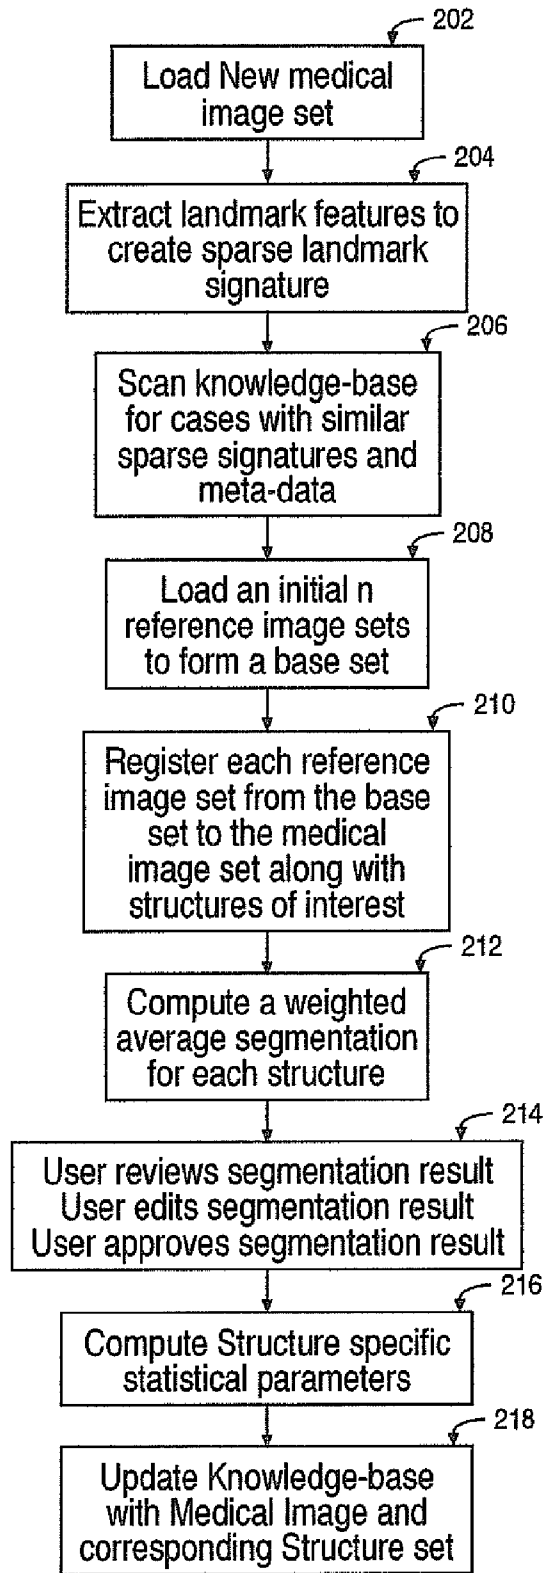 202
Load New medical
image set
204
Extract landmark features to
create sparse landmark
signature
206
Scan knowledge-base
for cases with similar
sparse signatures and
meta-data
208
Load an initial n
reference image sets
to form a base set
210
Register each reference
image set from the base
set to the medical
image set along with
structures of interest
212
Compute a weighted
average segmentation
for each structure
214
User reviews segmentation result
User edits segmentation result
User approves segmentation result
216
Compute Structure specific
statistical parameters
218
Update Knowledge-base
with Medical Image and
corresponding Structure set